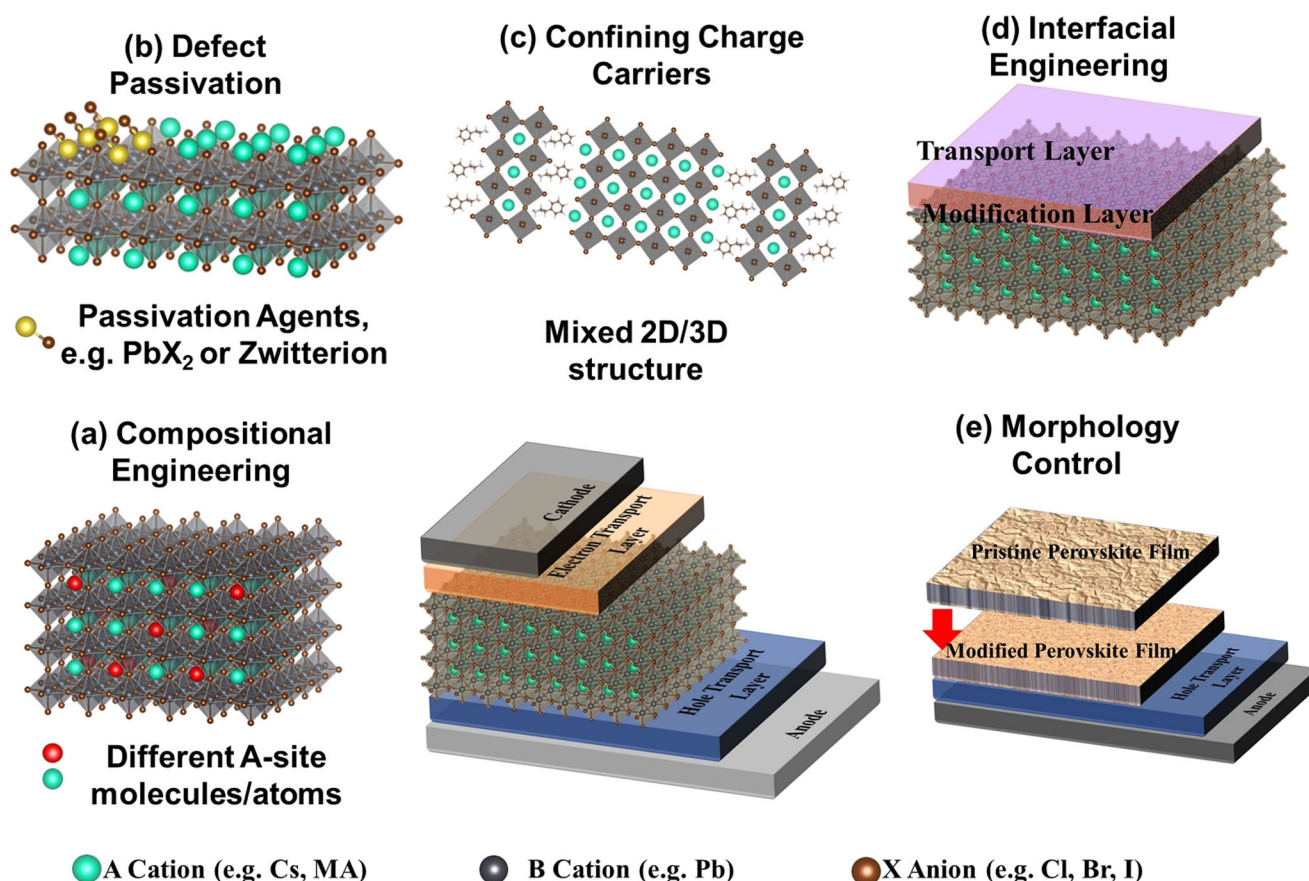 (b) Defect
Passivation
Passivation Agents,
e.g. PbX₂ or Zwitterion
(c) Confining Charge
Carriers
Mixed 2D/3D
structure
(d) Interfacial
Engineering
Transport Layer
Modification Layer
(a) Compositional
Engineering
Different A-site
molecules/atoms
Cathode
Electron Transport
Layer
Hole Transport
Layer
Anode
(e) Morphology
Control
Pristine Perovskite Film
Modified Perovskite Film
Hole Transport
Layer
Anode
A Cation (e.g. Cs, MA)
B Cation (e.g. Pb)
X Anion (e.g. Cl, Br, I)